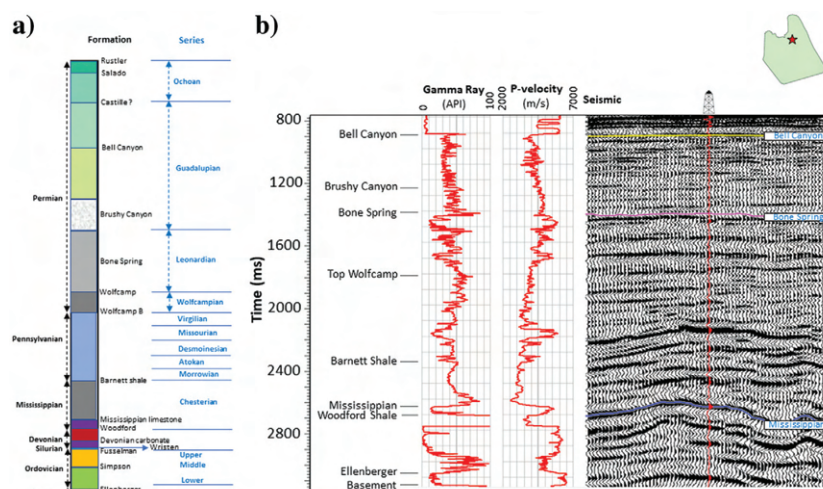 a)
Formation Series
Rustler
Salado
Ochoan
Castille ?
Bell Canyon
Guadalupian
Permian
Brushy Canyon
Bone Spring
Leonardian
Wolfcamp
Wolfcampian
Wolfcamp B
Virgilian
Missourian
Pennsylvanian
Desmoinesian
Atokan
Morrowian
Barnett shale
Mississippian
Chesterian
Mississippian limestone
Woodford
Devonian
Devonian carbonate
Silurian
Wristen
Fusselman
Upper
Ordovician
Simpson
Middle
Lower
b)
Gamma Ray
(API)
0
100
P-velocity
(m/s)
2000
7000
Seismic
Time (ms)
800
1200
1600
2000
2400
2800
Bell Canyon
Brushy Canyon
Bone Spring
Top Wolfcamp
Barnett Shale
Mississippian
Woodford Shale
Ellenberger
Basement
Bell Canyon
Bone Spring
Mississippian